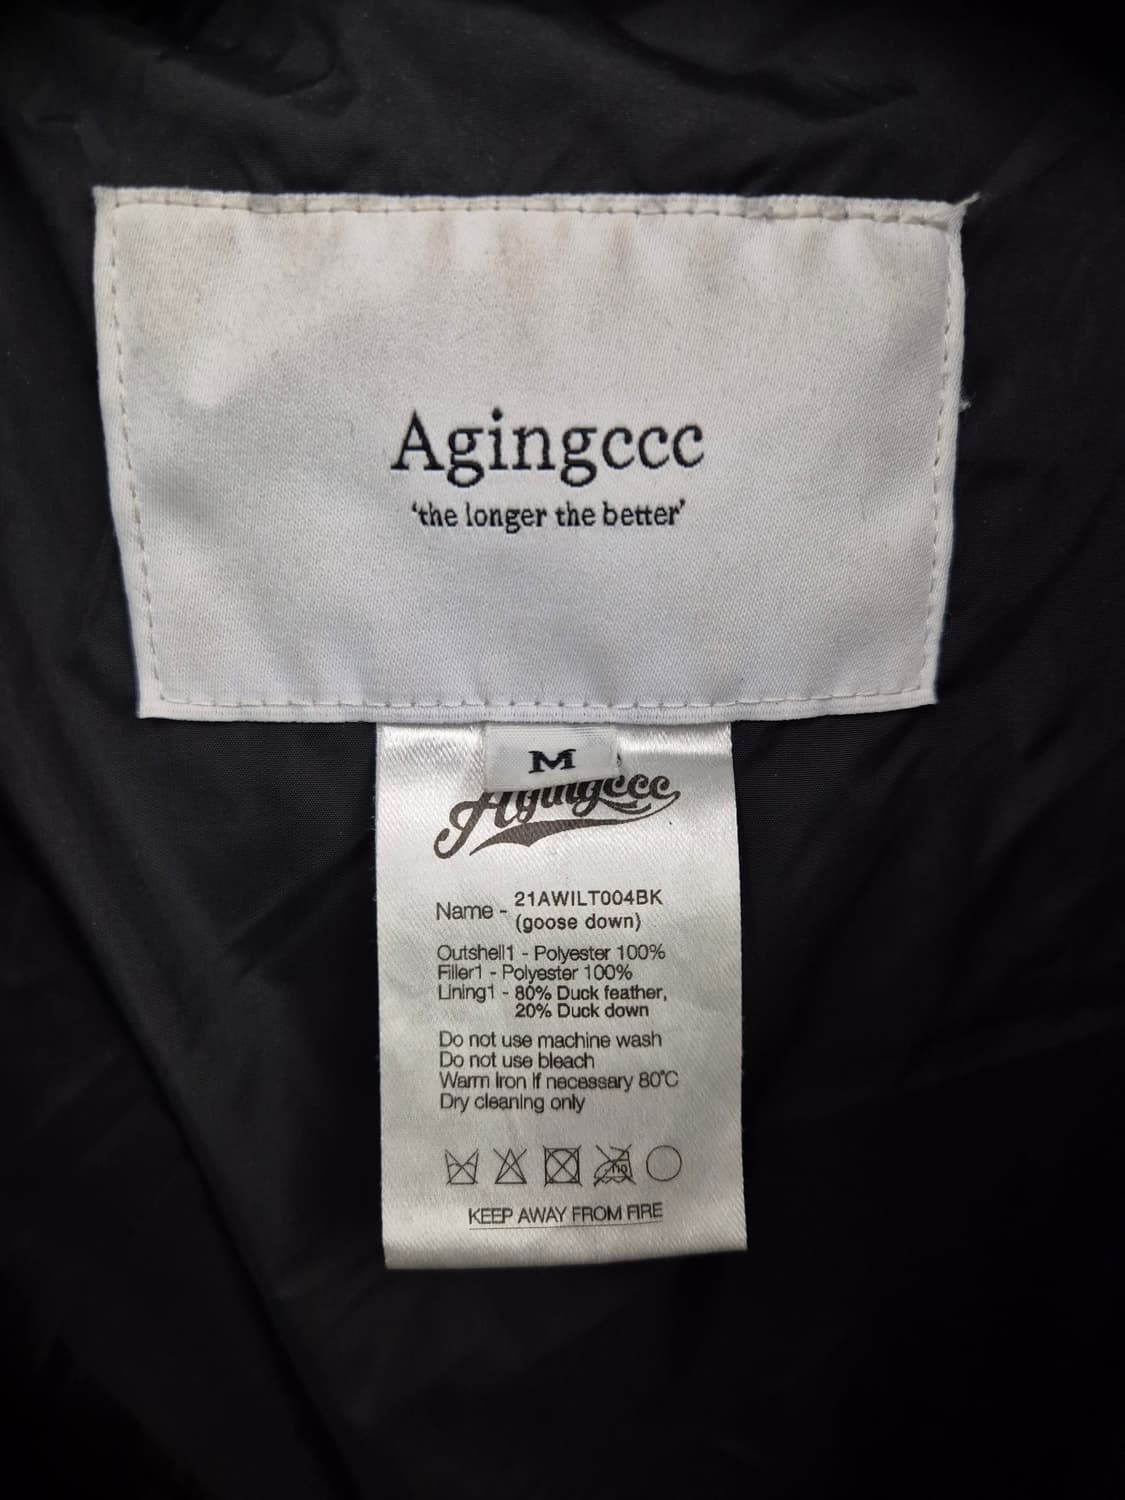 Agingccc
'the longer the better'
M
Agingccc
Name - 21AWILT004BK
(goose down)
Outshell1 - Polyester 100%
Filler1 - Polyester 100%
Lining1 - 80% Duck feather,
20% Duck down
Do not use machine wash
Do not use bleach
Warm Iron If necessary 80°C
Dry cleaning only
KEEP AWAY FROM FIRE